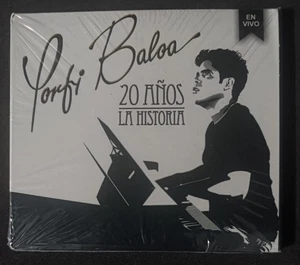 EN
VIVO
Porfi Baloa
20 AÑOS
LA HISTORIA